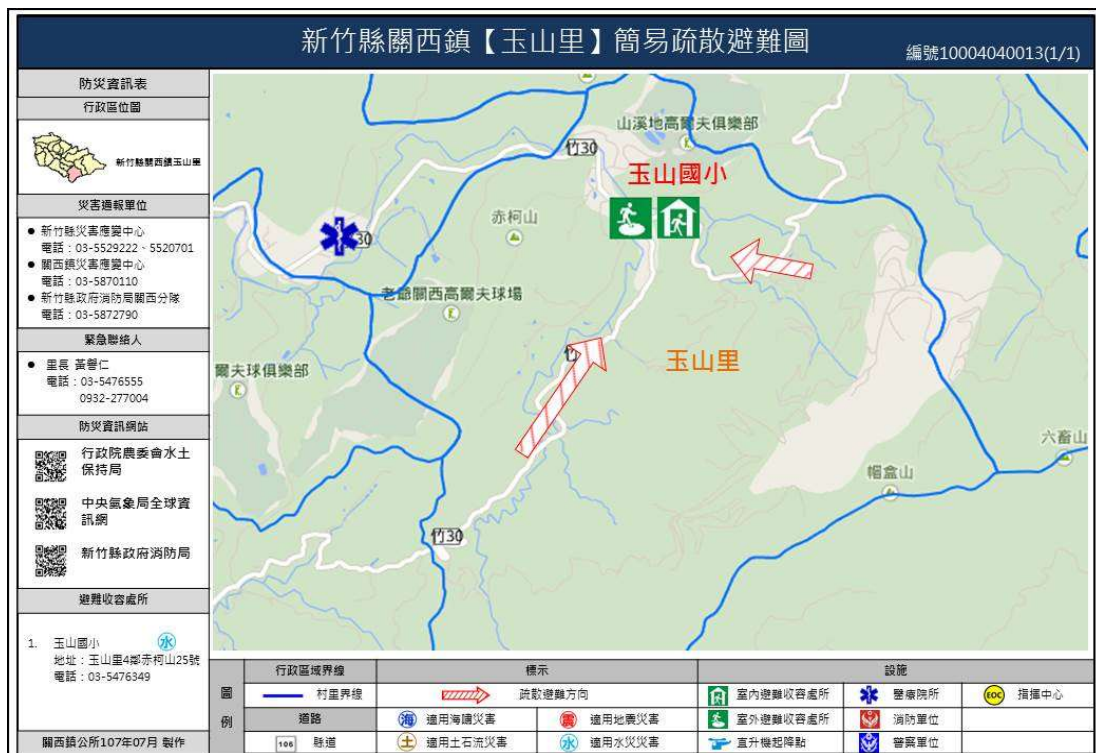 新竹縣關西鎮【玉山里】簡易疏散避難圖
編號10004040013(1/1)
防災資訊表
行政區位圖
新竹縣關西鎮玉山里
災害通報單位
● 新竹縣災害應變中心
電話：03-5529222、5520701
● 關西鎮災害應變中心
電話：03-5870110
● 新竹縣政府消防局關西分隊
電話：03-5872790
緊急聯絡人
● 里長 黃譽仁
電話：03-5476555
0932-277004
防災資訊網站
行政院農委會水土
保持局
中央氣象局全球資
訊網
新竹縣政府消防局
避難收容處所
1. 玉山國小 水
地址：玉山里4鄰赤柯山25號
電話：03-5476349
關西鎮公所107年07月 製作
山溪地高爾夫俱樂部
竹30
玉山國小
赤柯山
30
老爺關西高爾夫球場
竹
玉山里
爾夫球俱樂部
六畜山
帽盒山
竹30
圖例
行政區域界線
標示
設施
村里界線
疏散避難方向
室內避難收容處所
醫療院所
EOC 指揮中心
道路
海 適用海嘯災害
震 適用地震災害
室外避難收容處所
消防單位
106 縣道
土 適用土石流災害
水 適用水災災害
直升機起降點
警察單位